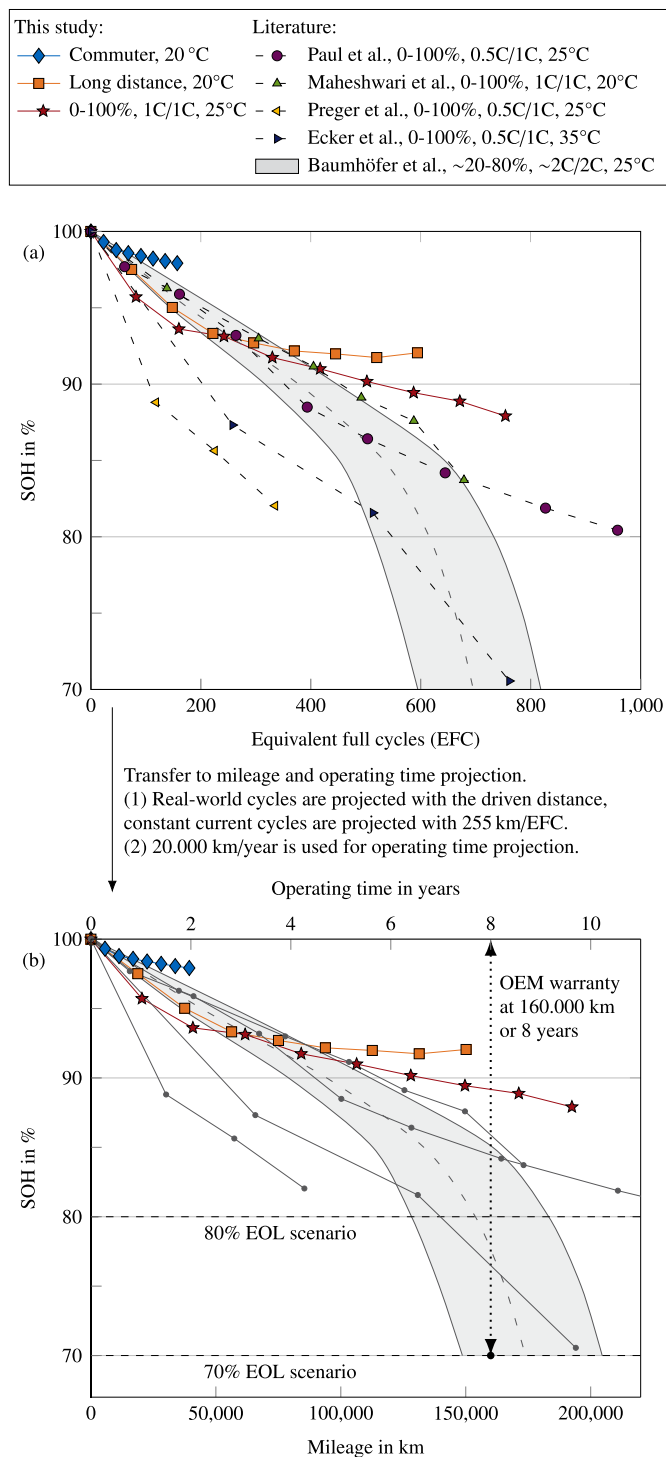 This study:
Commuter, 20 °C
Long distance, 20°C
0-100%, 1C/1C, 25°C
Literature:
Paul et al., 0-100%, 0.5C/1C, 25°C
Maheshwari et al., 0-100%, 1C/1C, 20°C
Preger et al., 0-100%, 0.5C/1C, 25°C
Ecker et al., 0-100%, 0.5C/1C, 35°C
Baumhöfer et al., ~20-80%, ~2C/2C, 25°C
(a)
100
90
80
70
SOH in %
0
200
400
600
800
1,000
Equivalent full cycles (EFC)
Transfer to mileage and operating time projection.
(1) Real-world cycles are projected with the driven distance,
constant current cycles are projected with 255 km/EFC.
(2) 20.000 km/year is used for operating time projection.
Operating time in years
0
2
4
6
8
10
(b)
100
90
80
70
SOH in %
OEM warranty
at 160.000 km
or 8 years
80% EOL scenario
70% EOL scenario
0
50,000
100,000
150,000
200,000
Mileage in km